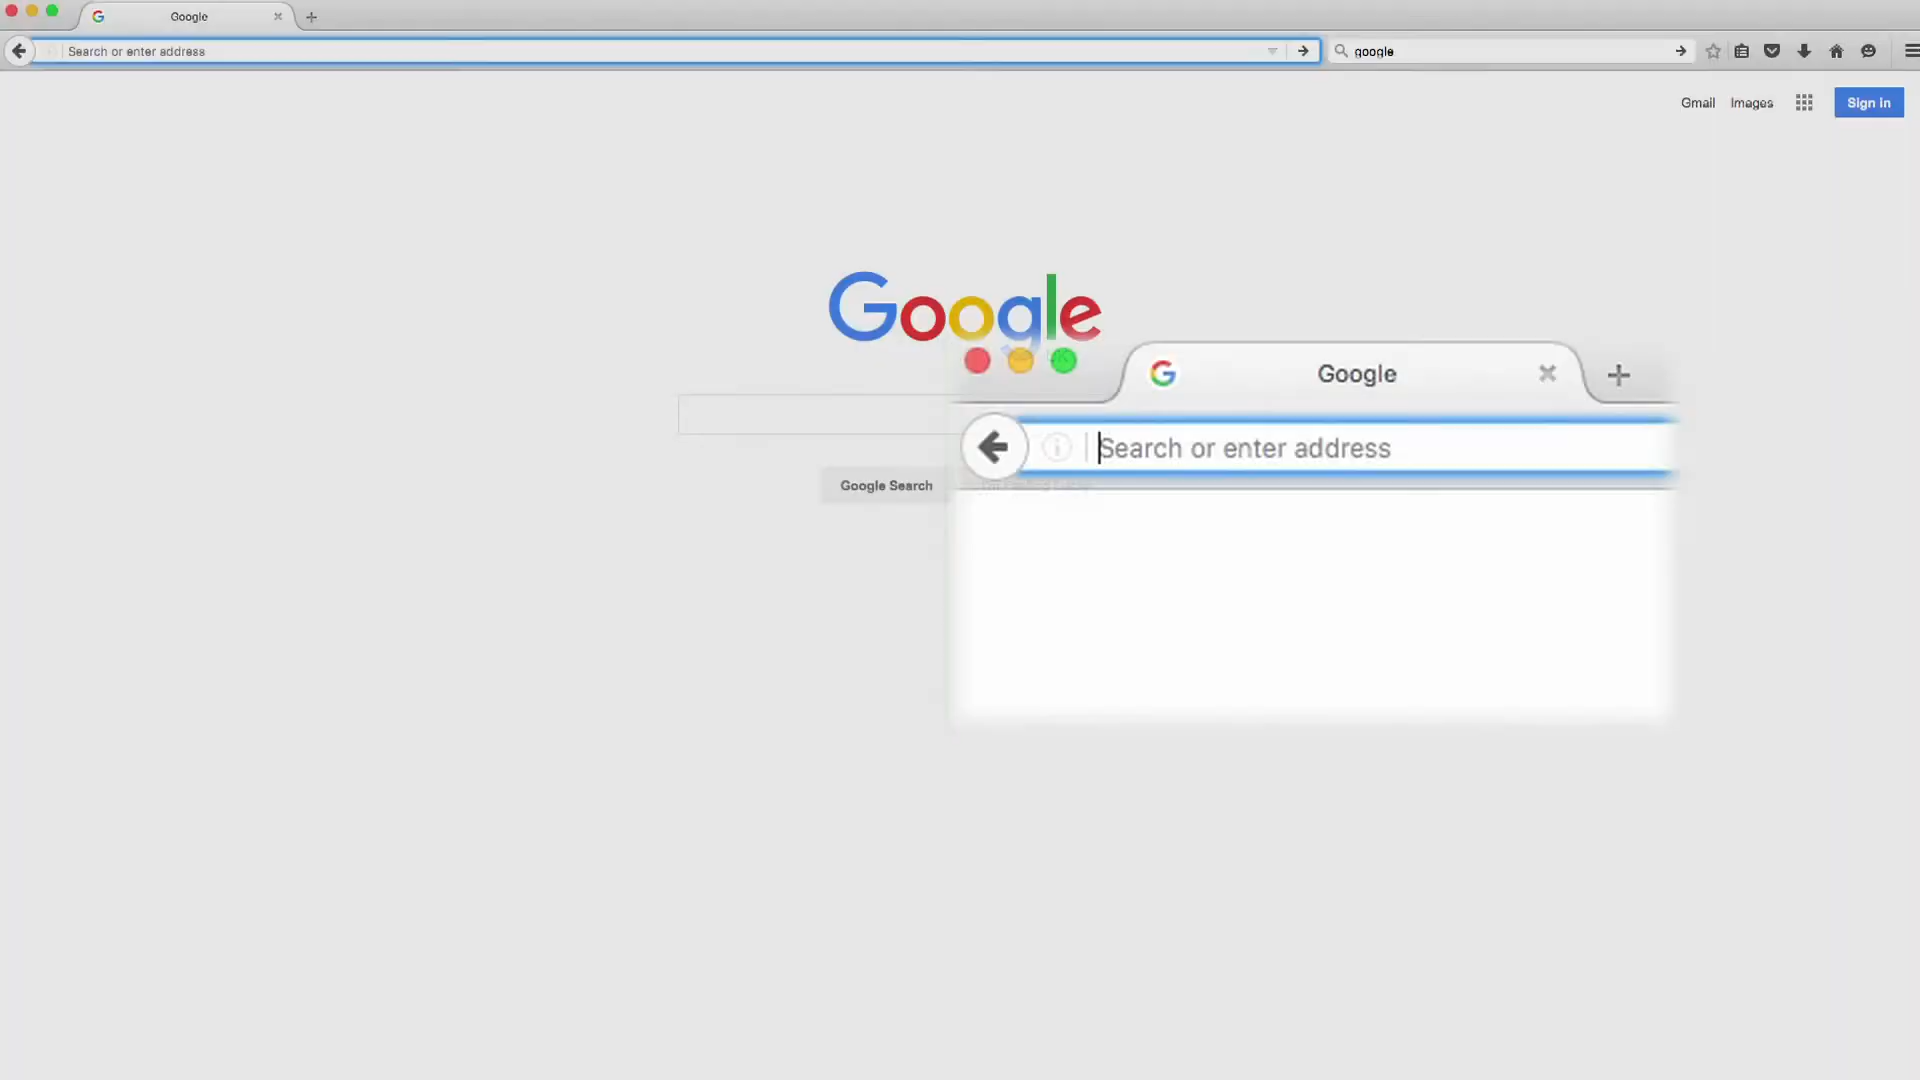 Google
Search or enter address
google
Gmail Images Sign in
Google
Google
Search or enter address
Google Search